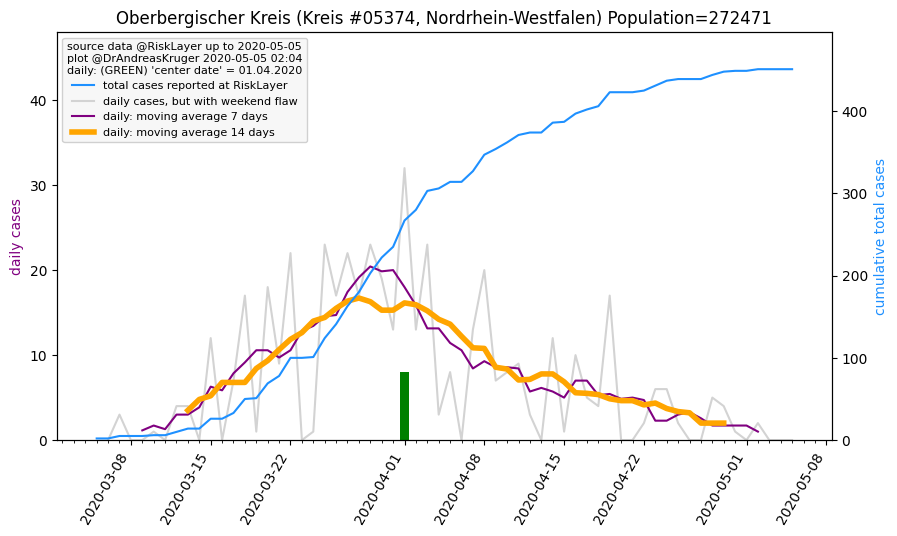 Oberbergischer Kreis (Kreis #05374, Nordrhein-Westfalen) Population=272471
source data @RiskLayer up to 2020-05-05
plot @DrAndreasKruger 2020-05-05 02:04
daily: (GREEN) 'center date' = 01.04.2020
total cases reported at RiskLayer
daily cases, but with weekend flaw
daily: moving average 7 days
daily: moving average 14 days
daily cases
40
30
20
10
0
cumulative total cases
400
300
200
100
0
2020-03-08
2020-03-15
2020-03-22
2020-04-01
2020-04-08
2020-04-15
2020-04-22
2020-05-01
2020-05-08